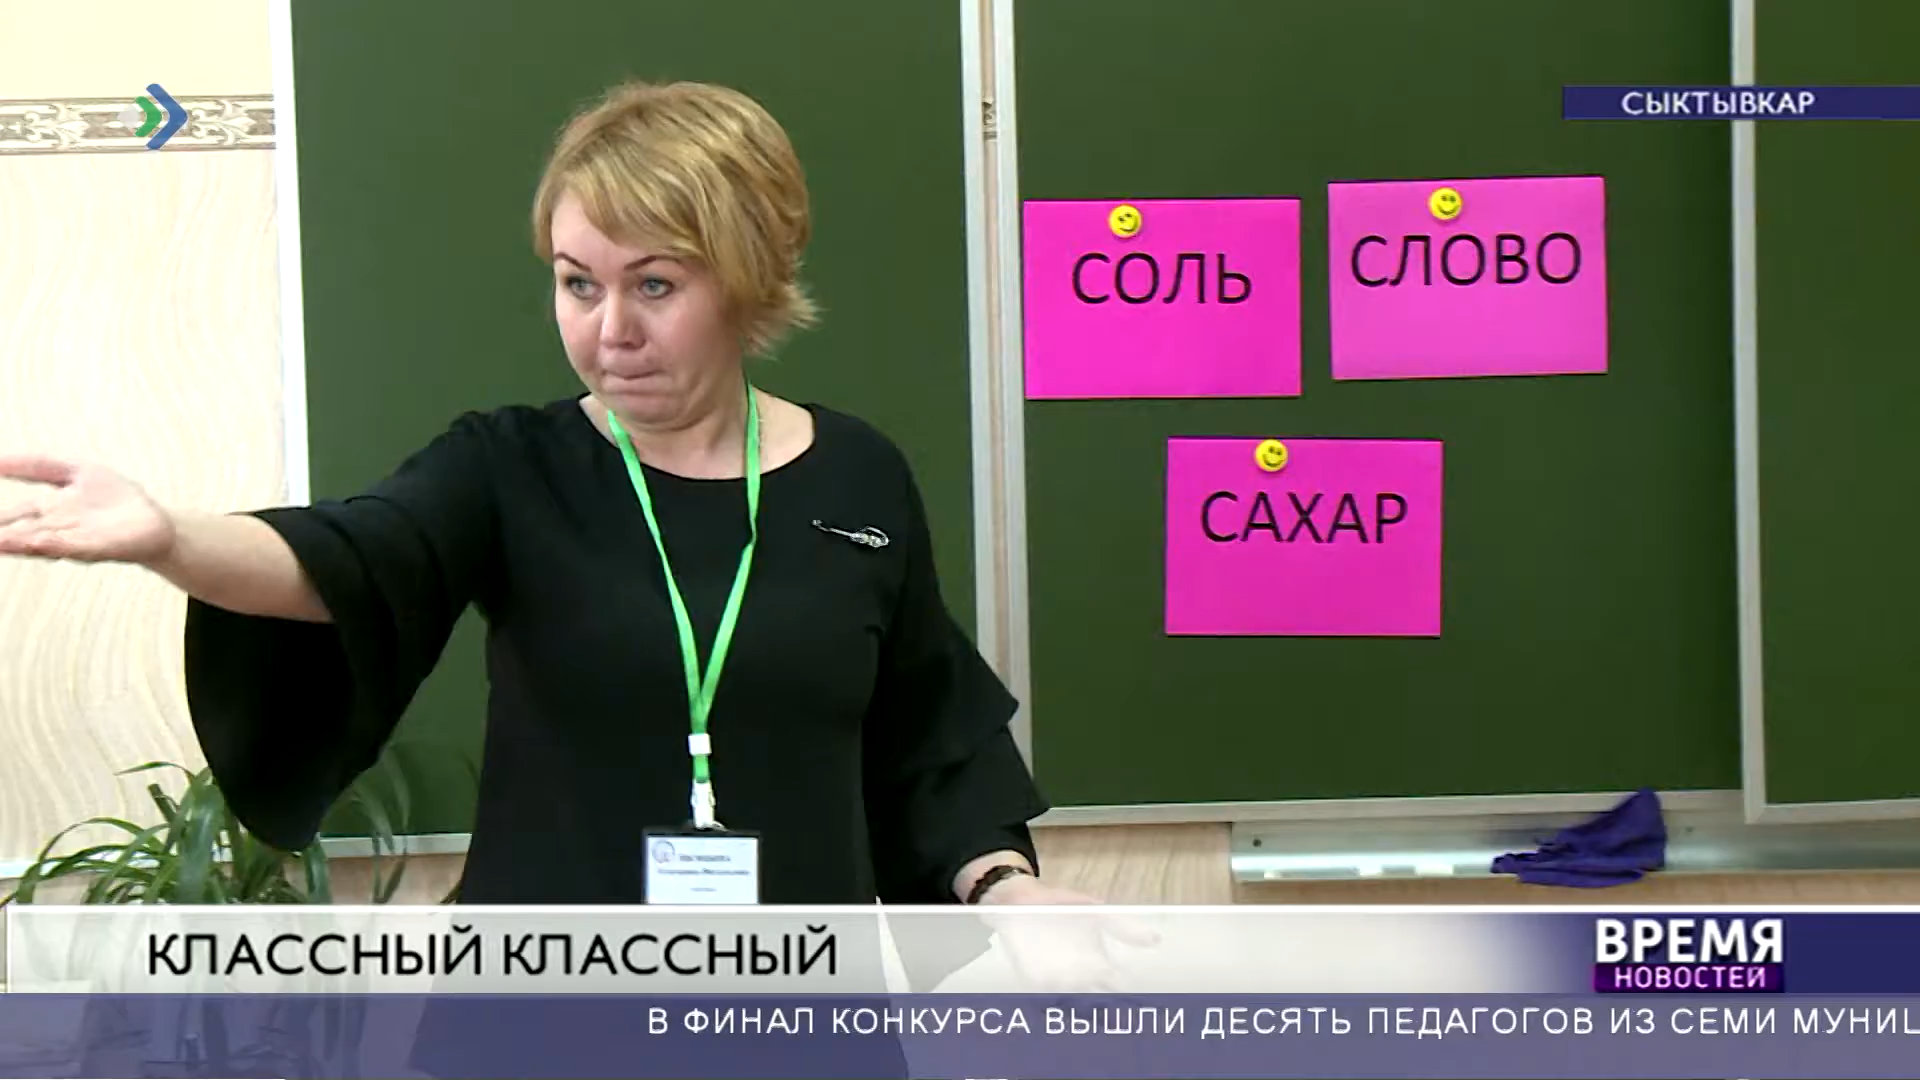 СЫКТЫВКАР
СОЛЬ
СЛОВО
САХАР
КЛАССНЫЙ КЛАССНЫЙ
ВРЕМЯ
НОВОСТЕЙ
В ФИНАЛ КОНКУРСА ВЫШЛИ ДЕСЯТЬ ПЕДАГОГОВ ИЗ СЕМИ МУНИЦ